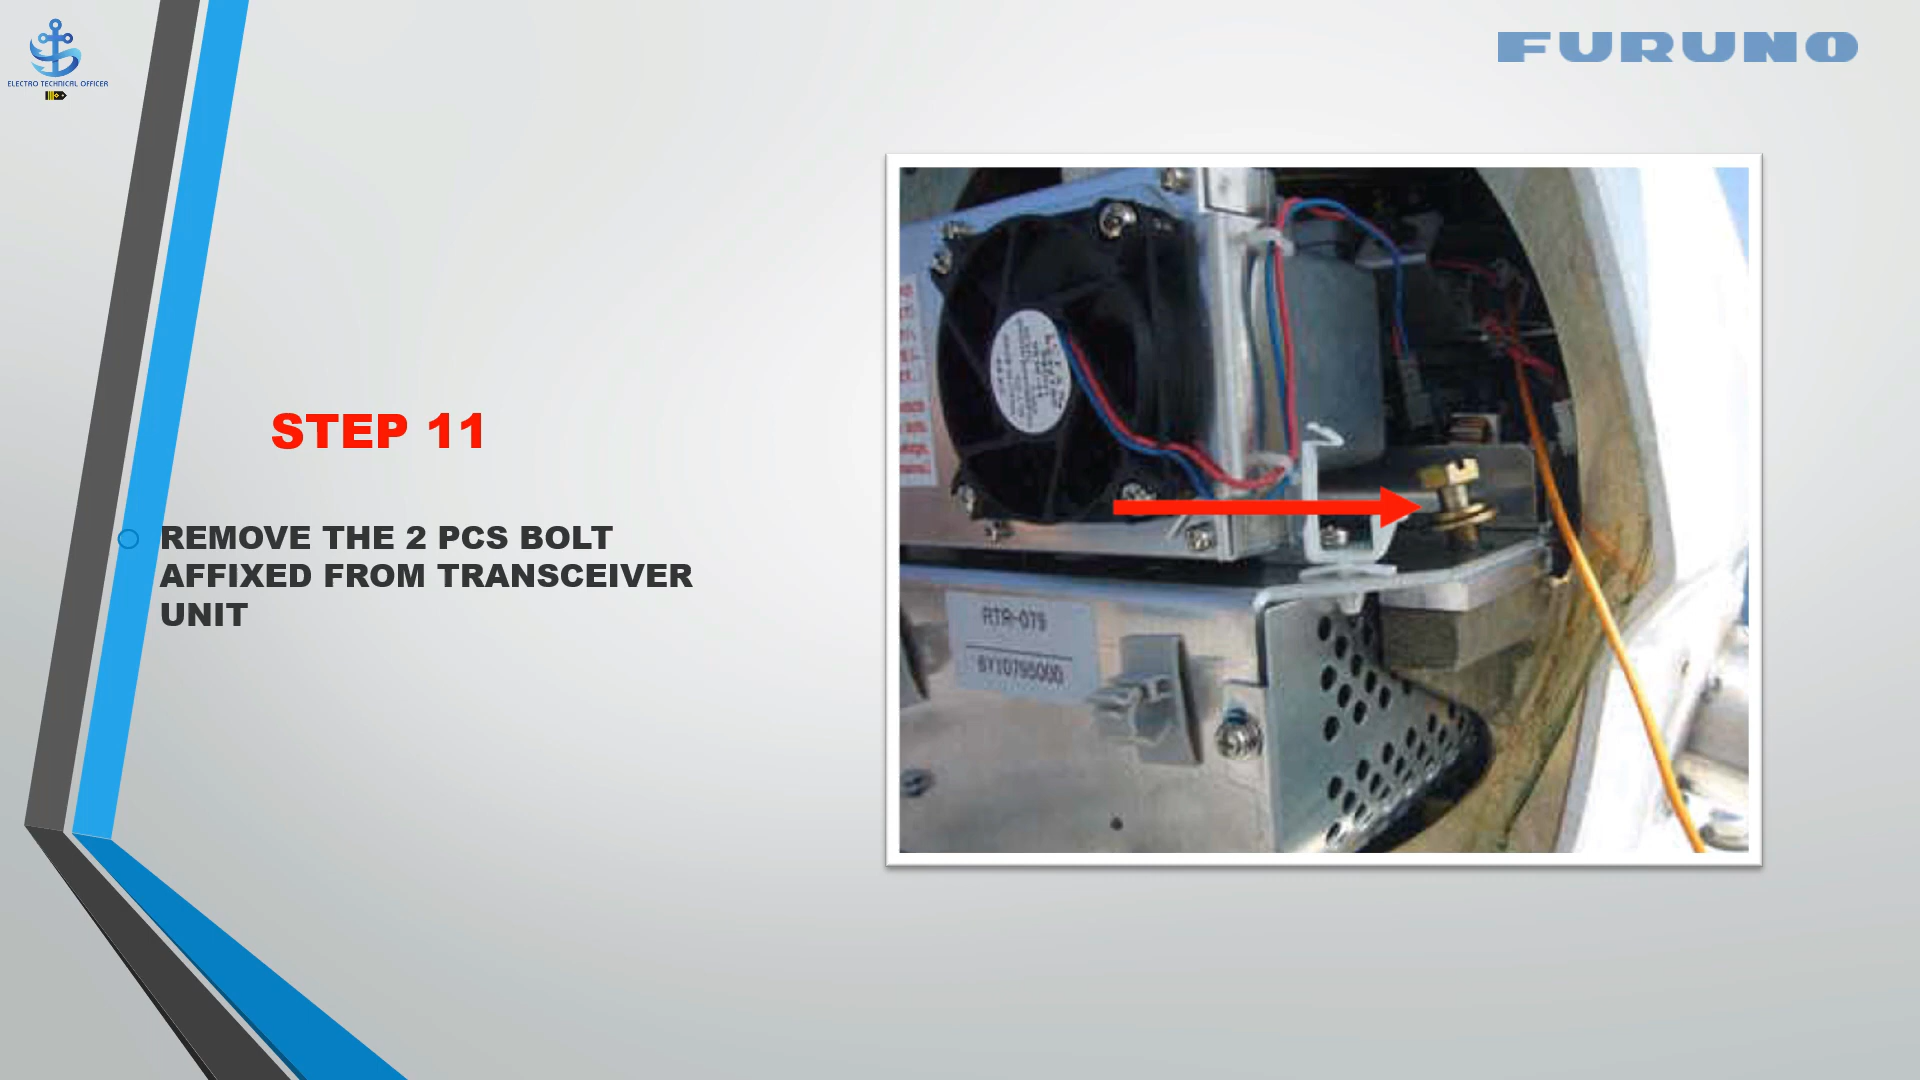 ELECTRO TECHNICAL OFFICER
FURUNO
STEP 11
REMOVE THE 2 PCS BOLT
AFFIXED FROM TRANSCEIVER
UNIT
RTR-079